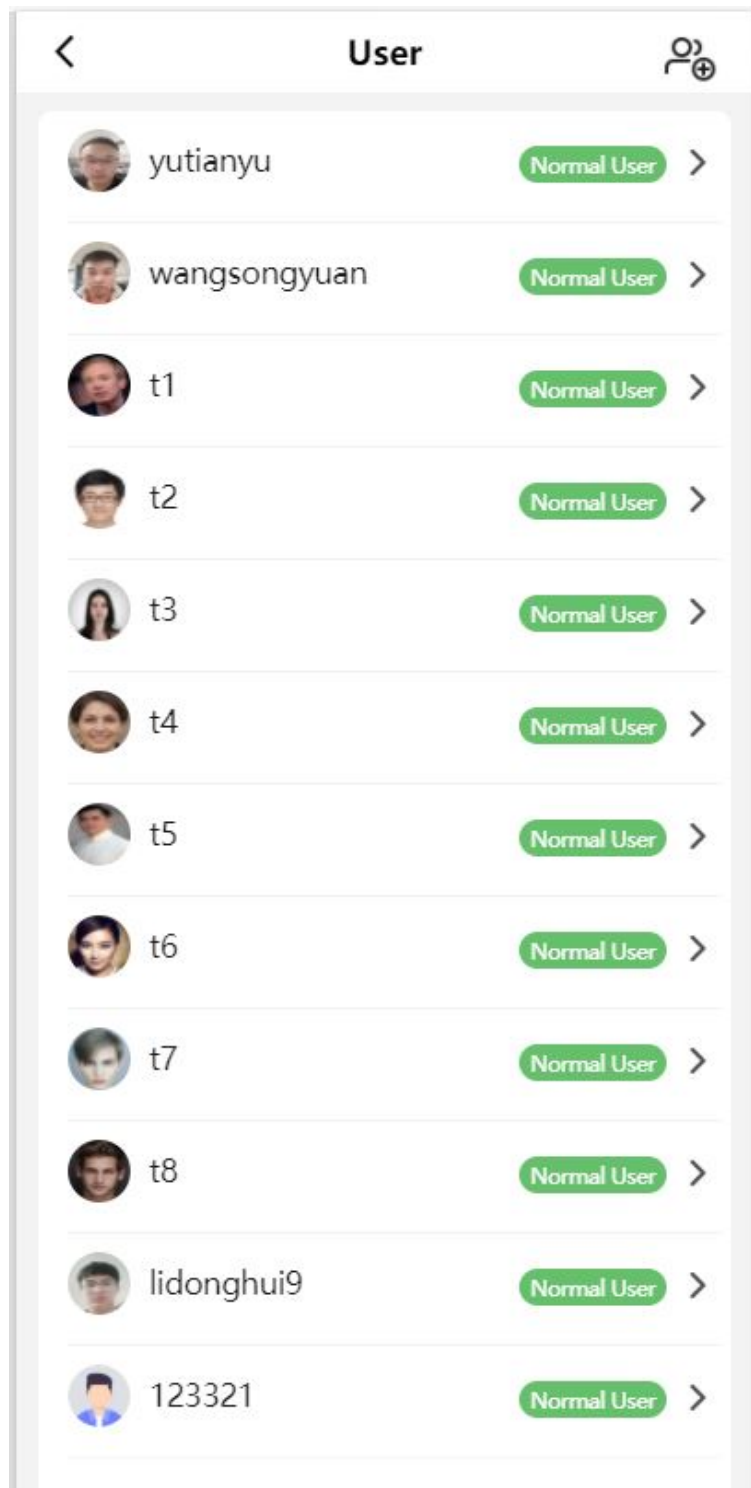 User
yutianyu Normal User
wangsongyuan Normal User
t1 Normal User
t2 Normal User
t3 Normal User
t4 Normal User
t5 Normal User
t6 Normal User
t7 Normal User
t8 Normal User
lidonghui9 Normal User
123321 Normal User